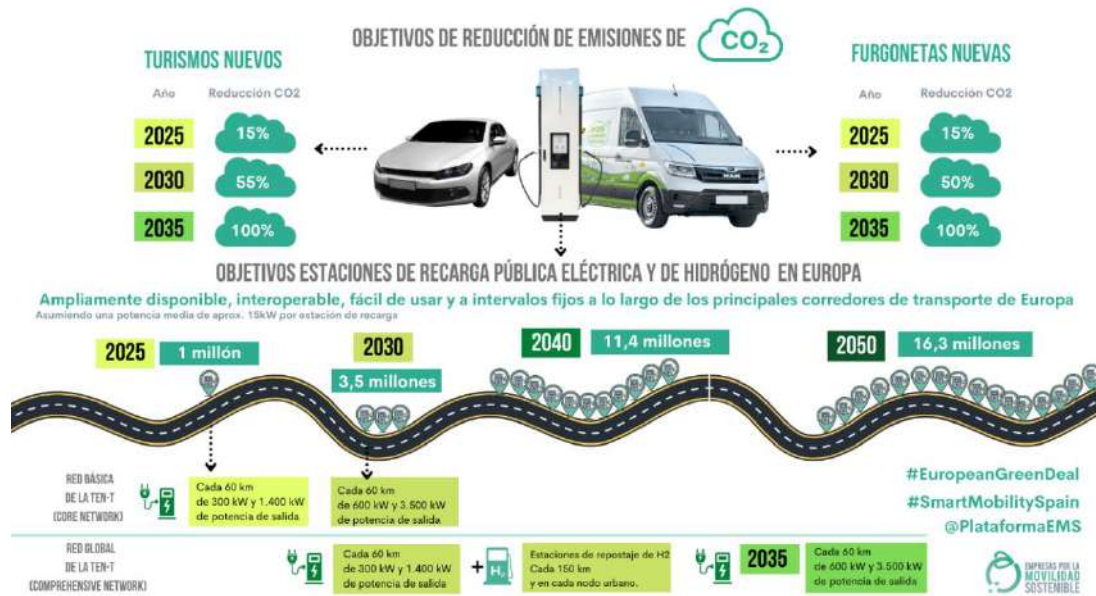 OBJETIVOS DE REDUCCIÓN DE EMISIONES DE CO₂
TURISMOS NUEVOS
Año Reducción CO2
2025 15%
2030 55%
2035 100%
FURGONETAS NUEVAS
Año Reducción CO2
2025 15%
2030 50%
2035 100%
OBJETIVOS ESTACIONES DE RECARGA PÚBLICA ELÉCTRICA Y DE HIDRÓGENO EN EUROPA
Ampliamente disponible, interoperable, fácil de usar y a intervalos fijos a lo largo de los principales corredores de transporte de Europa
Asumiendo una potencia media de aprox. 15kW por estación de recarga
2025 1 millón
2030
3,5 millones
2040 11,4 millones
2050 16,3 millones
RED BÁSICA
DE LA TEN-T
(CORE NETWORK)
Cada 60 km
de 300 kW y 1.400 kW
de potencia de salida
Cada 60 km
de 600 kW y 3.500 kW
de potencia de salida
#EuropeanGreenDeal
#SmartMobilitySpain
@PlataformaEMS
RED GLOBAL
DE LA TEN-T
(COMPREHENSIVE NETWORK)
Cada 60 km
de 300 kW y 1.400 kW
de potencia de salida
+
H₂
Estaciones de repostaje de H2
Cada 150 km
y en cada nodo urbano.
2035
Cada 60 km
de 600 kW y 3.500 kW
de potencia de salida
EMPRESAS POR LA
MOVILIDAD
SOSTENIBLE